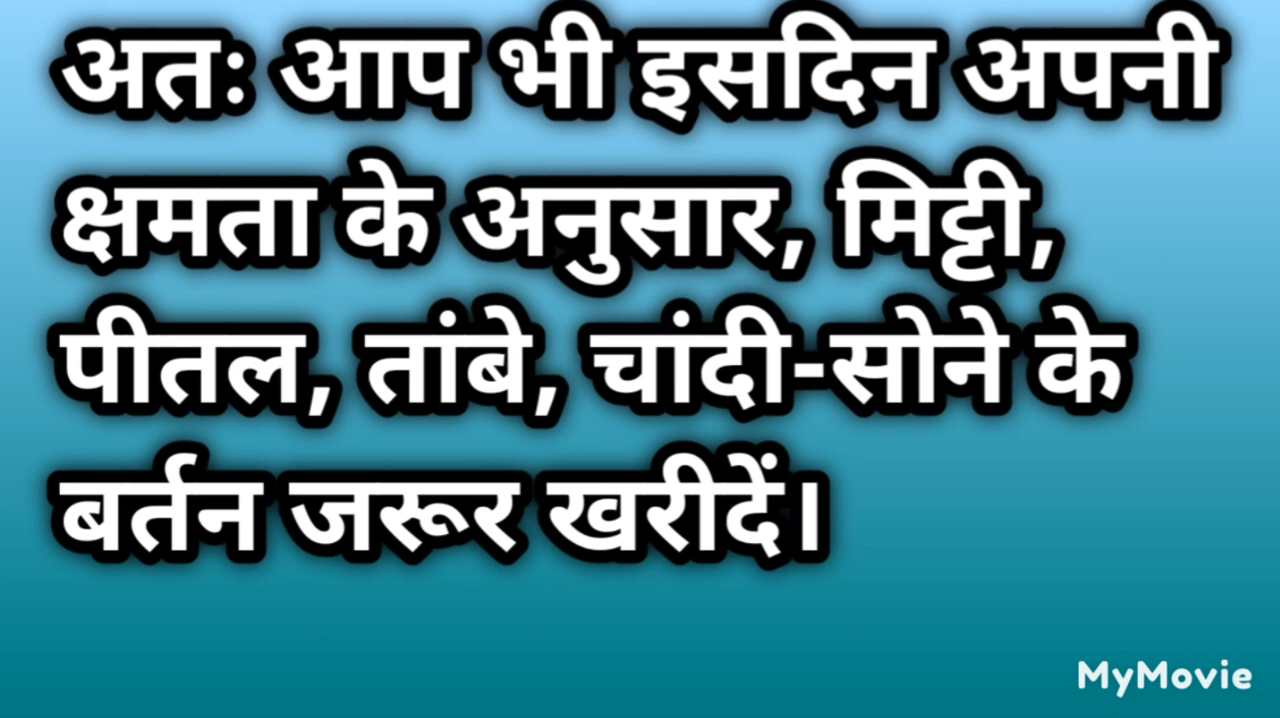 अतः आप भी इसदिन अपनी
क्षमता के अनुसार, मिट्टी,
पीतल, तांबे, चांदी-सोने के
बर्तन जरूर खरीदें।
MyMovie